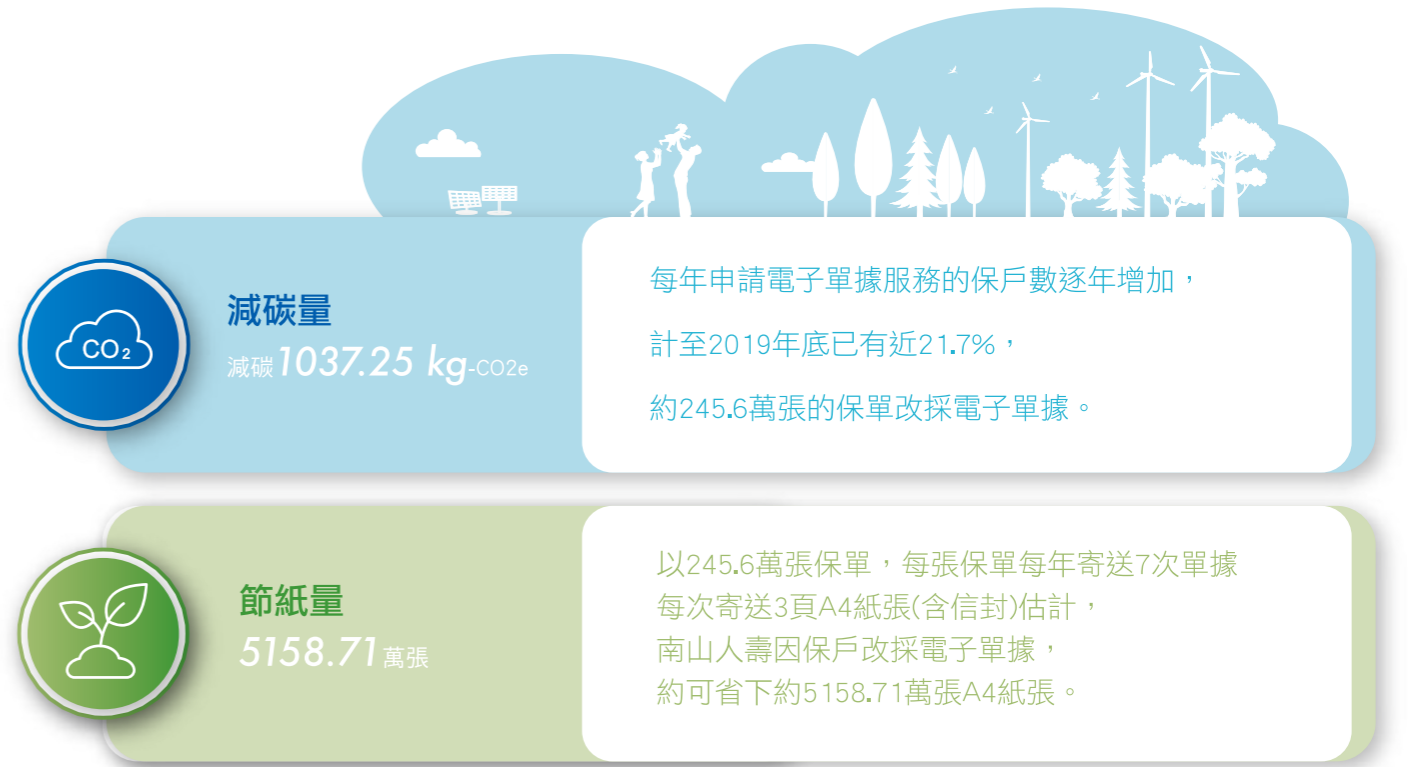 CO₂
減碳量
減碳1037.25 kg-CO2e
每年申請電子單據服務的保戶數逐年增加，
計至2019年底已有近21.7%，
約245.6萬張的保單改採電子單據。
節紙量
5158.71萬張
以245.6萬張保單，每張保單每年寄送7次單據
每次寄送3頁A4紙張(含信封)估計，
南山人壽因保戶改採電子單據，
約可省下約5158.71萬張A4紙張。